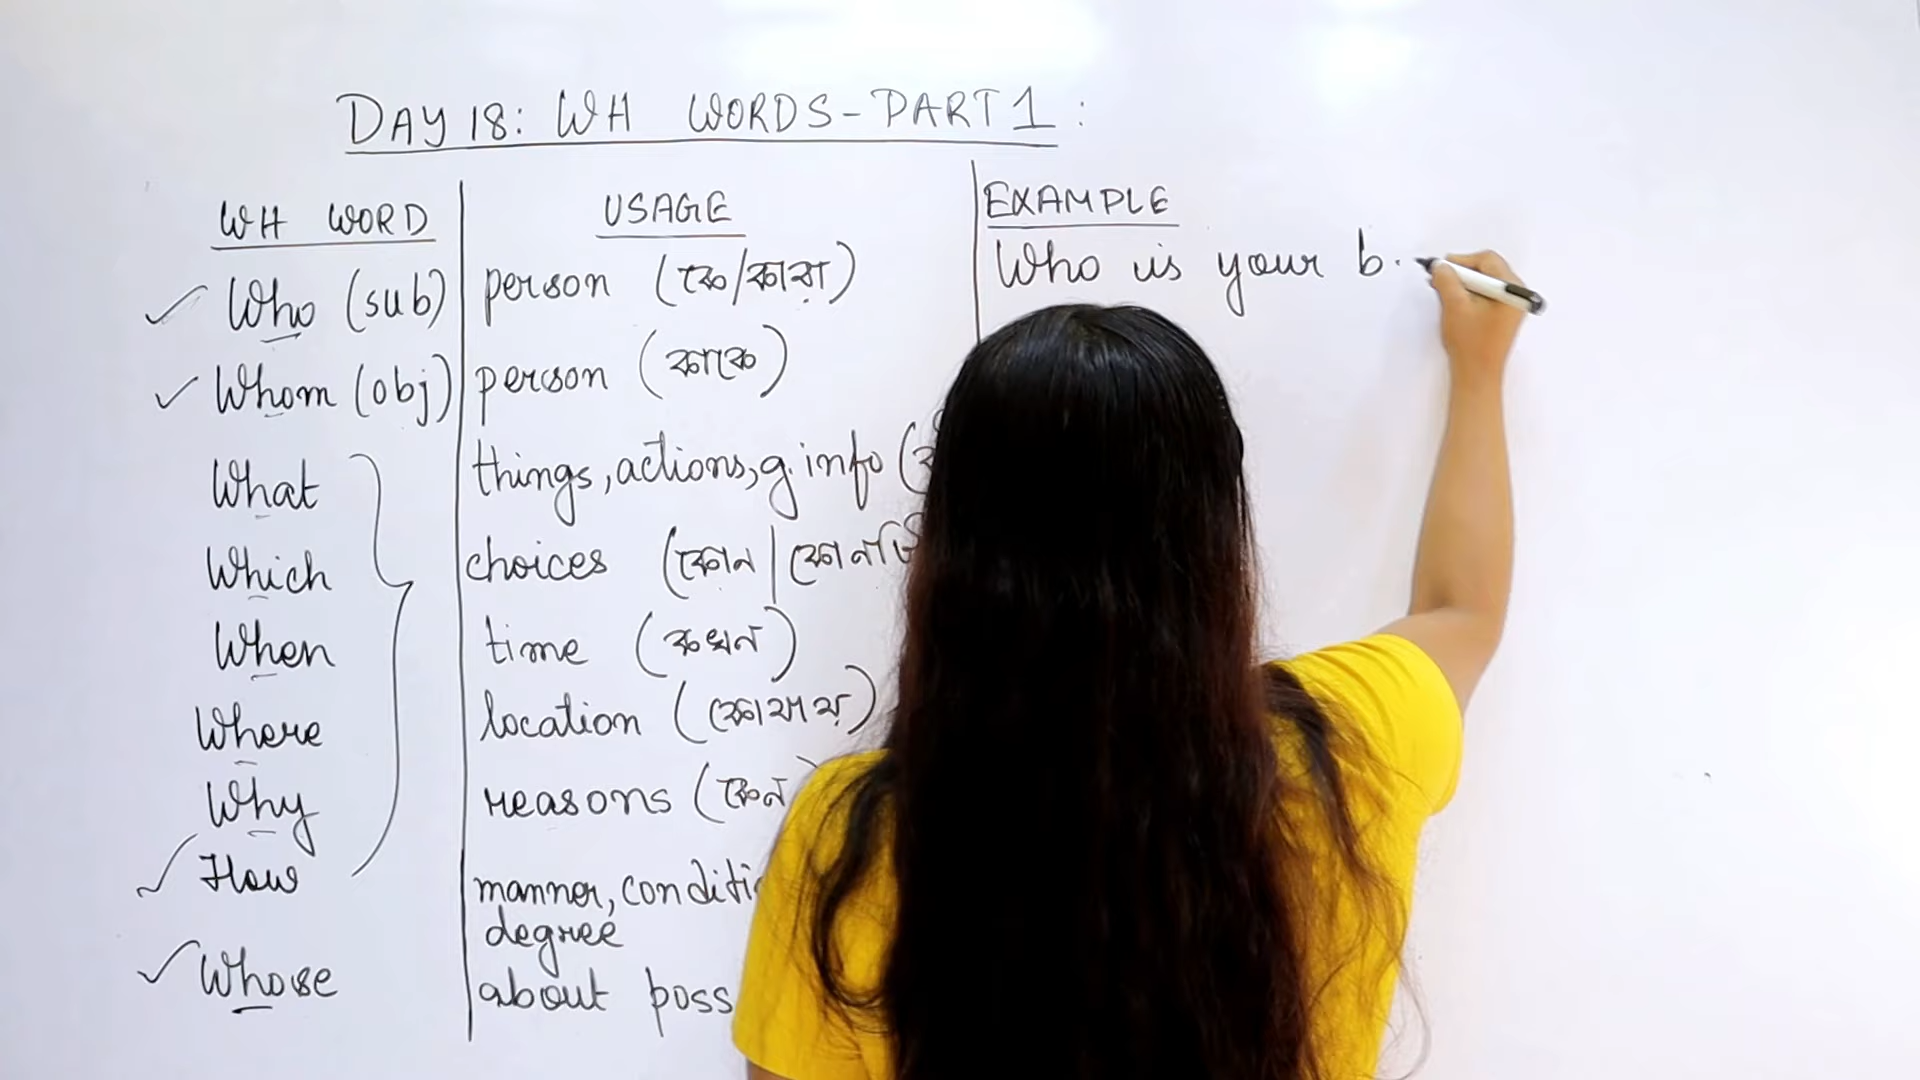 DAY 18: WH WORDS - PART 1 :
WH WORD USAGE EXAMPLE
Who (sub) person (কে/কারা) Who is your b.
Whom (obj) person (কাকে)
What things, actions, g. info (
Which choices (কোন | কোনটি
When time (কখন)
Where location (কোথায়)
Why reasons (কেন)
How manner, conditi
degree
Whose about poss